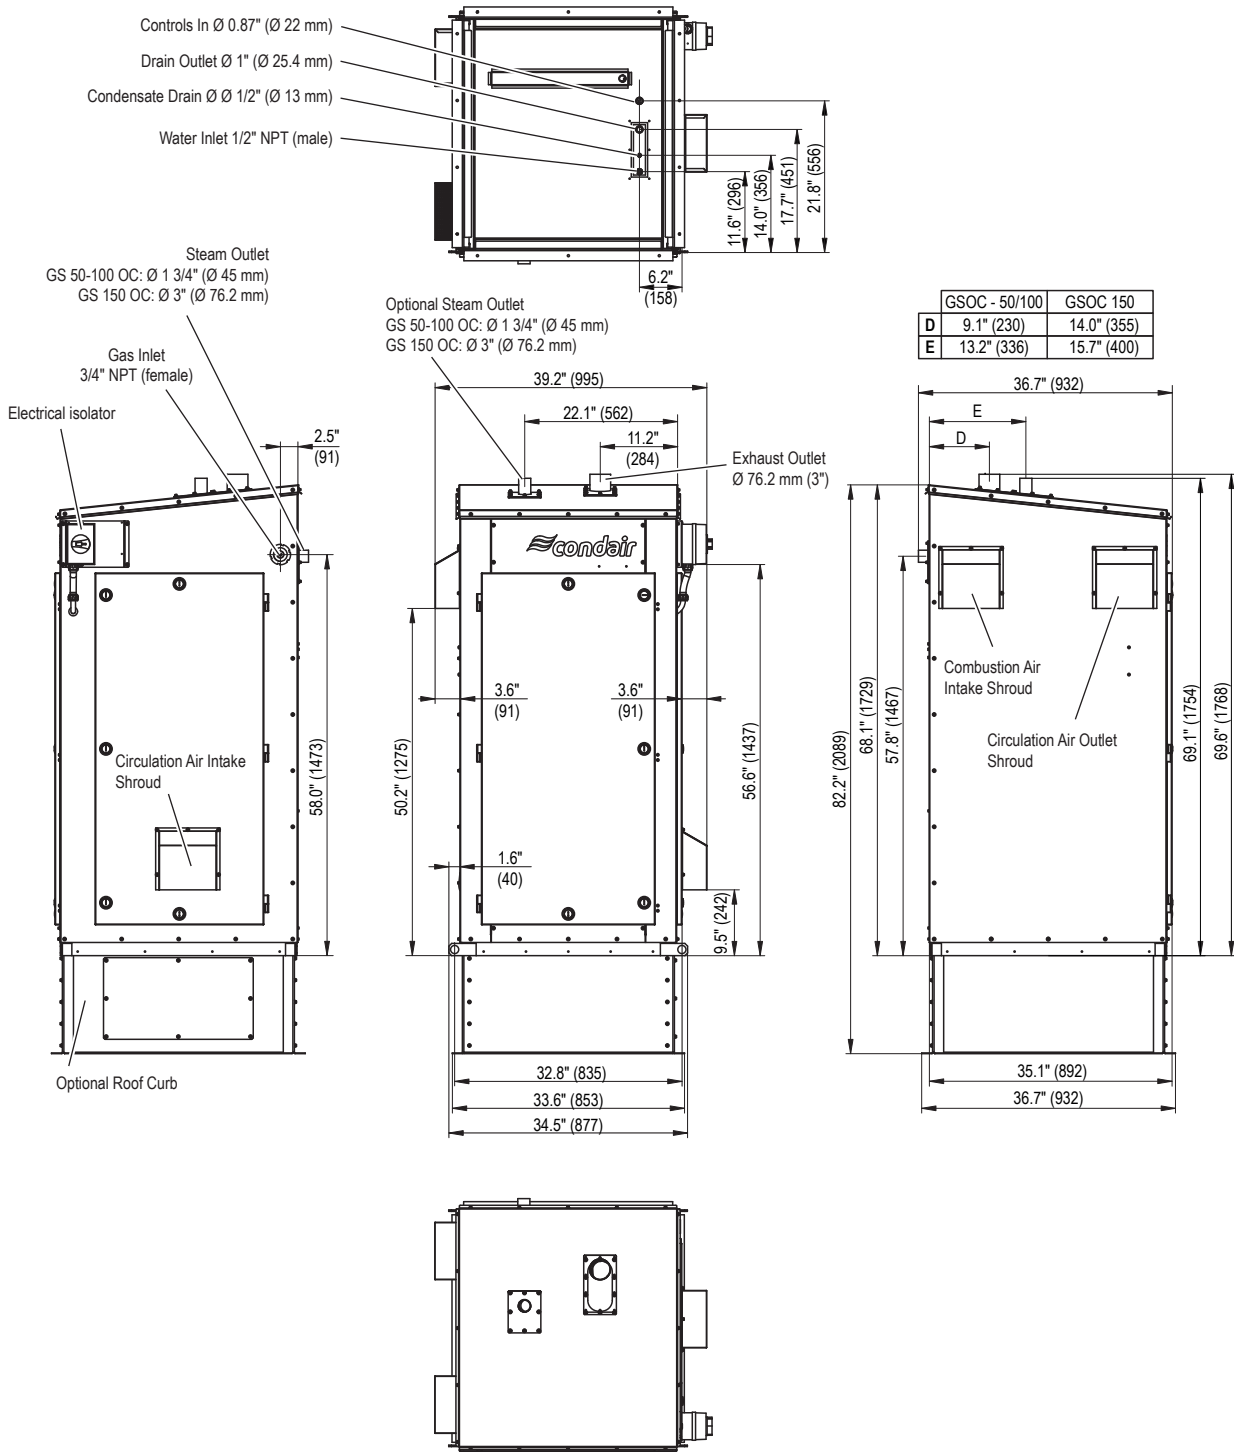 Controls In Ø 0.87" (Ø 22 mm)
Drain Outlet Ø 1" (Ø 25.4 mm)
Condensate Drain Ø Ø 1/2" (Ø 13 mm)
Water Inlet 1/2" NPT (male)
11.6" (296)
14.0" (356)
17.7" (451)
21.8" (556)
6.2"
(158)
Steam Outlet
GS 50-100 OC: Ø 1 3/4" (Ø 45 mm)
GS 150 OC: Ø 3" (Ø 76.2 mm)
Gas Inlet
3/4" NPT (female)
Electrical isolator
2.5"
(91)
Circulation Air Intake
Shroud
58.0" (1473)
Optional Roof Curb
Optional Steam Outlet
GS 50-100 OC: Ø 1 3/4" (Ø 45 mm)
GS 150 OC: Ø 3" (Ø 76.2 mm)
39.2" (995)
22.1" (562)
11.2"
(284)
Exhaust Outlet
Ø 76.2 mm (3")
condair
3.6"
(91)
3.6"
(91)
50.2" (1275)
56.6" (1437)
1.6"
(40)
9.5" (242)
32.8" (835)
33.6" (853)
34.5" (877)
GSOC - 50/100 GSOC 150
D 9.1" (230) 14.0" (355)
E 13.2" (336) 15.7" (400)
36.7" (932)
E
D
Combustion Air
Intake Shroud
Circulation Air Outlet
Shroud
82.2" (2089)
68.1" (1729)
57.8" (1467)
69.1" (1754)
69.6" (1768)
35.1" (892)
36.7" (932)